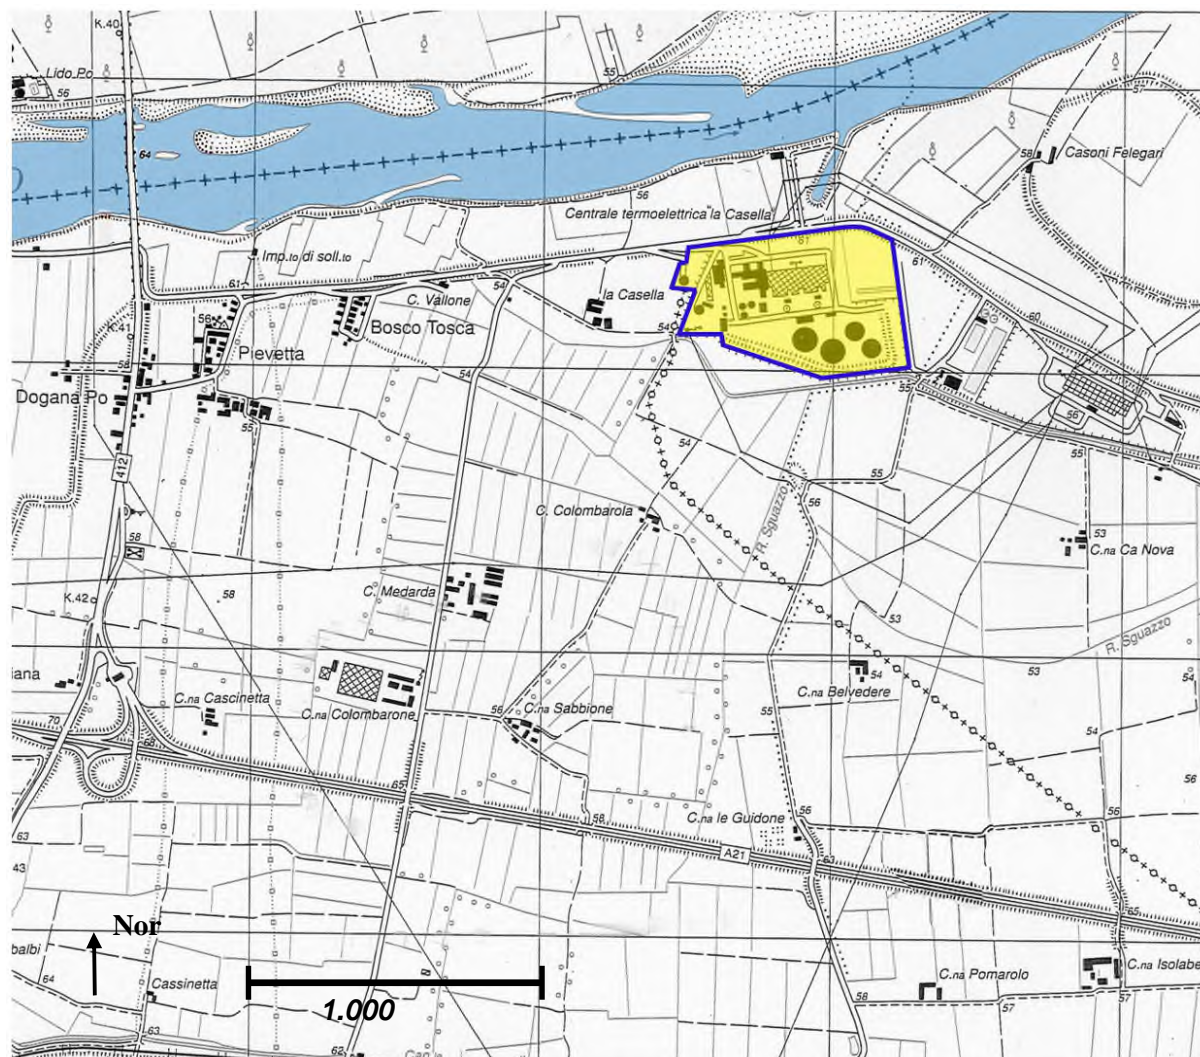 K.40
Lido Po
56
55
57
64
58
Casoni Felegari
56
Centrale termoelettrica "la Casella"
61
Imp.to di soll.to
61
61
54
C. Vallone
la Casella
60
K.41
56
Bosco Tosca
54
Pievetta
58
54
55
56
Dogana Po
55
54
55
55
412
56
C. Colombarola
R. Sguazzo
58
53
C.na Ca Nova
C. Medarda
K.42
58
53
R. Sguazzo
iana
54
53
54
C.na Belvedere
C.na Cascinetta
C.na Colombarone
56
C.na Sabbione
70
55
54
68
65
56
56
58
C.na le Guidone
56
63
A21
63
43
65
Nor
balbi
C.na Pomarolo
C.na Isolabe
64
Cassinetta
58
57
57
1.000
63
62